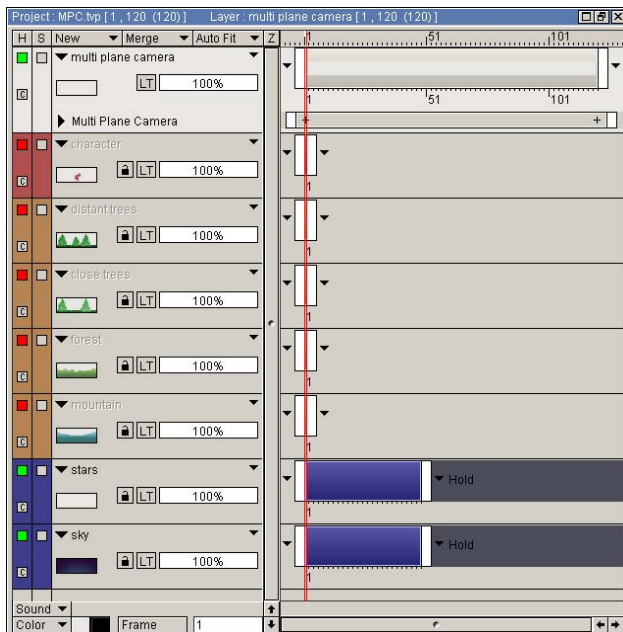 Project : MPC.tvp [ 1 , 120  (120) ]      Layer : multi plane camera [ 1 , 120  (120) ]
H S New Merge Auto Fit Z 1 51 101
multi plane camera
LT 100%
1 51 101
C
Multi Plane Camera
character
LT 100%
C
1
distant trees
LT 100%
C
1
close trees
LT 100%
C
1
forest
LT 100%
C
1
mountain
LT 100%
C
1
stars
Hold
LT 100%
C
1
sky
Hold
LT 100%
C
1
Sound
Color Frame 1